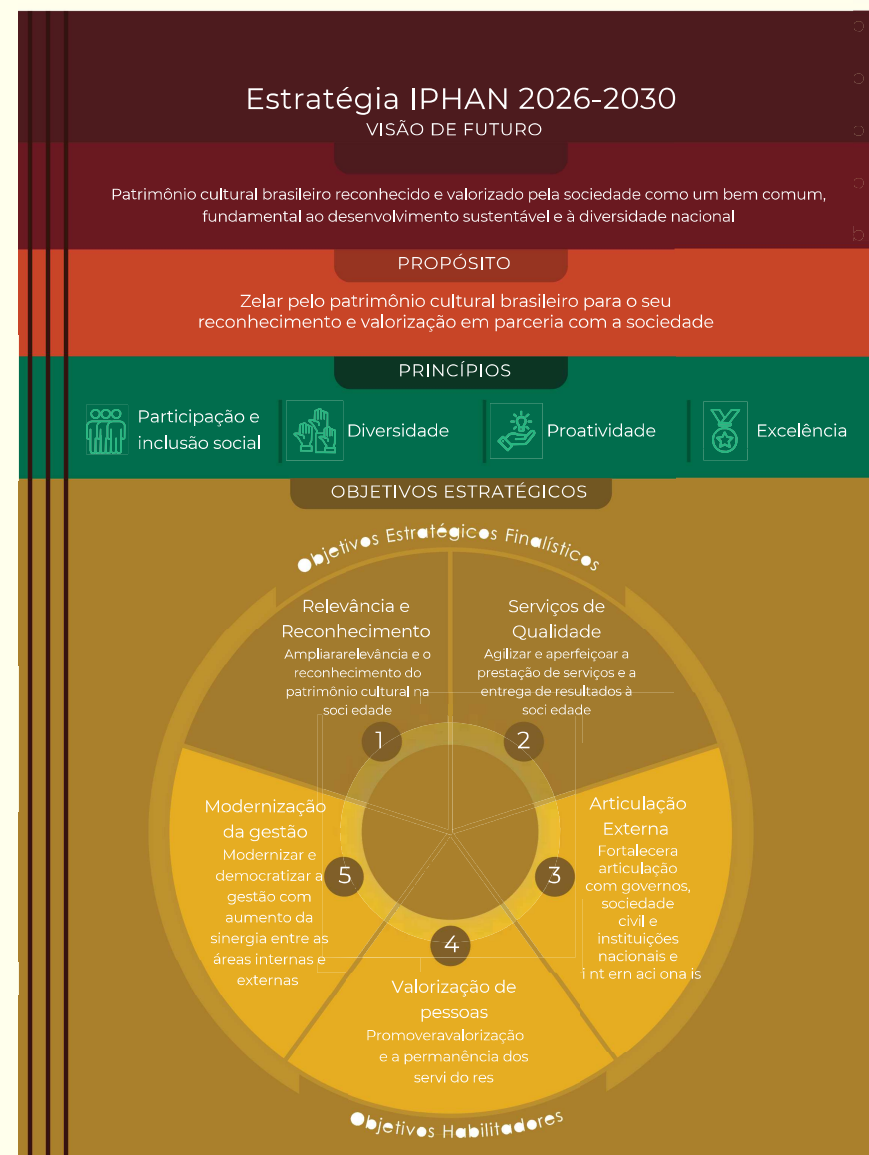 Estratégia IPHAN 2026-2030
VISÃO DE FUTURO
Patrimônio cultural brasileiro reconhecido e valorizado pela sociedade como um bem comum,
fundamental ao desenvolvimento sustentável e à diversidade nacional
PROPÓSITO
Zelar pelo patrimônio cultural brasileiro para o seu
reconhecimento e valorização em parceria com a sociedade
PRINCÍPIOS
Participação e
inclusão social
Diversidade
Proatividade
Excelência
OBJETIVOS ESTRATÉGICOS
Objetivos Estratégicos Finalísticos
Relevância e
Reconhecimento
Ampliararelevância e o
reconhecimento do
patrimônio cultural na
soci edade
1
Serviços de
Qualidade
Agilizar e aperfeiçoar a
prestação de serviços e a
entrega de resultados à
soci edade
2
Articulação
Externa
Fortalecera
articulação
com governos,
sociedade
civil e
instituições
nacionais e
i nt ern aci ona is
3
4
Valorização de
pessoas
Promoveravalorização
e a permanência dos
servi do res
Modernização
da gestão
Modernizar e
democratizar a
gestão com
aumento da
sinergia entre as
áreas internas e
externas
5
Objetivos Habilitadores